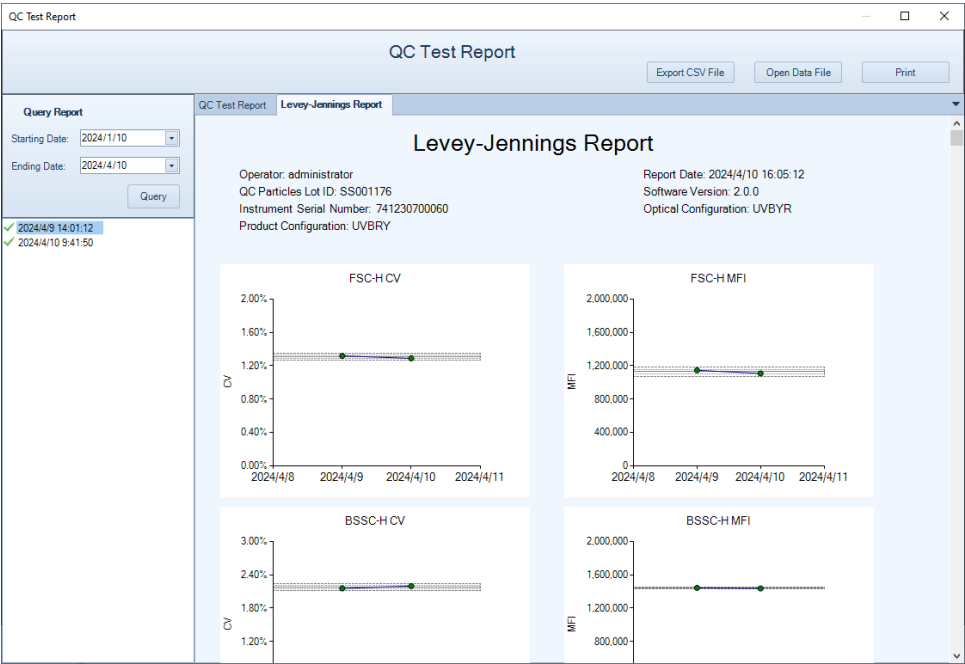 QC Test Report
QC Test Report
Export CSV File
Open Data File
Print
Query Report
Starting Date: 2024/1/10
Ending Date: 2024/4/10
Query
2024/4/9 14:01:12
2024/4/10 9:41:50
QC Test Report
Levey-Jennings Report
Levey-Jennings Report
Operator: administrator
QC Particles Lot ID: SS001176
Instrument Serial Number: 741230700060
Product Configuration: UVBRY
Report Date: 2024/4/10 16:05:12
Software Version: 2.0.0
Optical Configuration: UVBYR
FSC-H CV
2.00%
1.60%
1.20%
0.80%
0.40%
0.00%
CV
2024/4/8 2024/4/9 2024/4/10 2024/4/11
FSC-H MFI
2,000,000
1,600,000
1,200,000
800,000
400,000
0
MFI
2024/4/8 2024/4/9 2024/4/10 2024/4/11
BSSC-H CV
3.00%
2.40%
1.80%
1.20%
CV
BSSC-H MFI
2,000,000
1,600,000
1,200,000
800,000
MFI